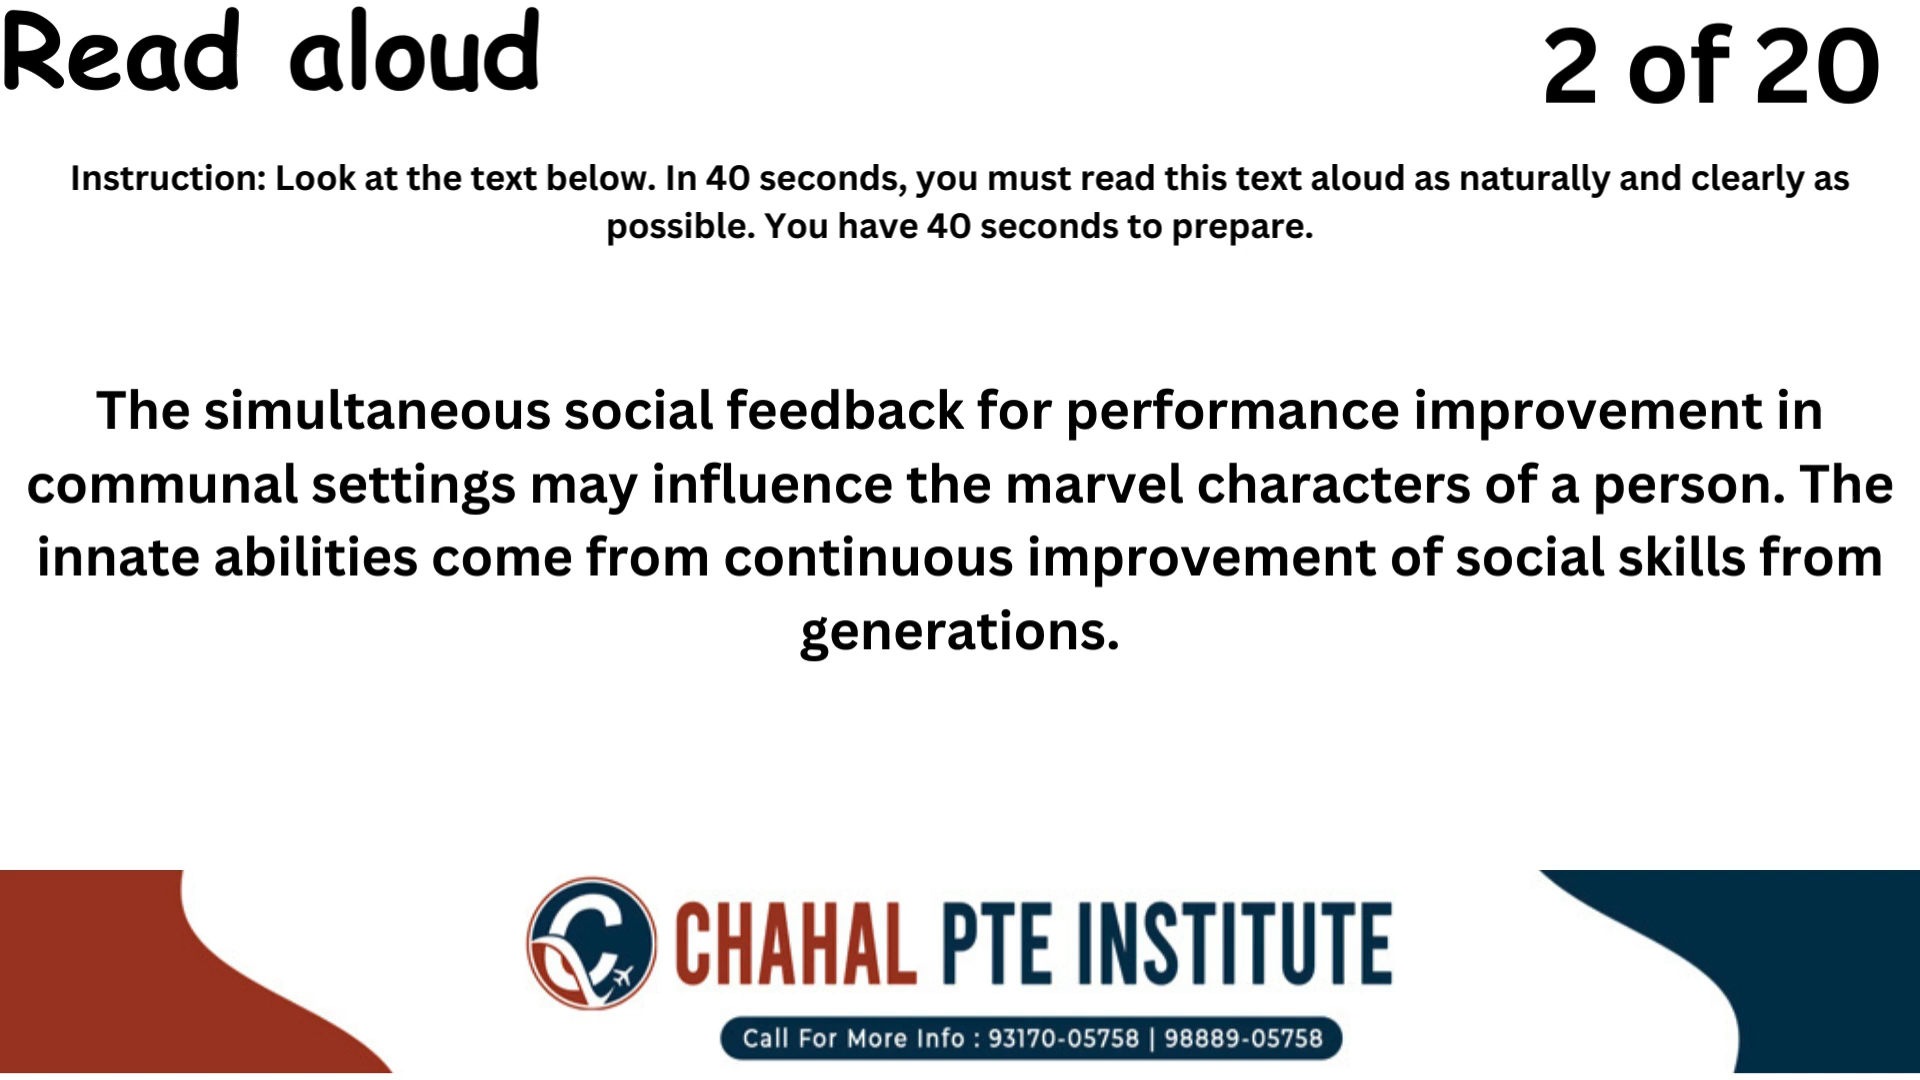 Read aloud
2 of 20
Instruction: Look at the text below. In 40 seconds, you must read this text aloud as naturally and clearly as
possible. You have 40 seconds to prepare.
The simultaneous social feedback for performance improvement in
communal settings may influence the marvel characters of a person. The
innate abilities come from continuous improvement of social skills from
generations.
CHAHAL PTE INSTITUTE
Call For More Info : 93170-05758 | 98889-05758